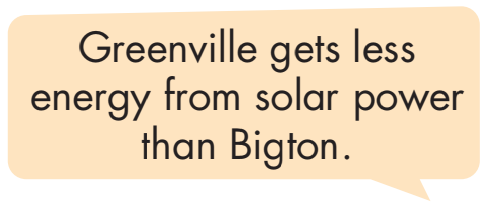 Greenville gets less
energy from solar power
than Bigton.